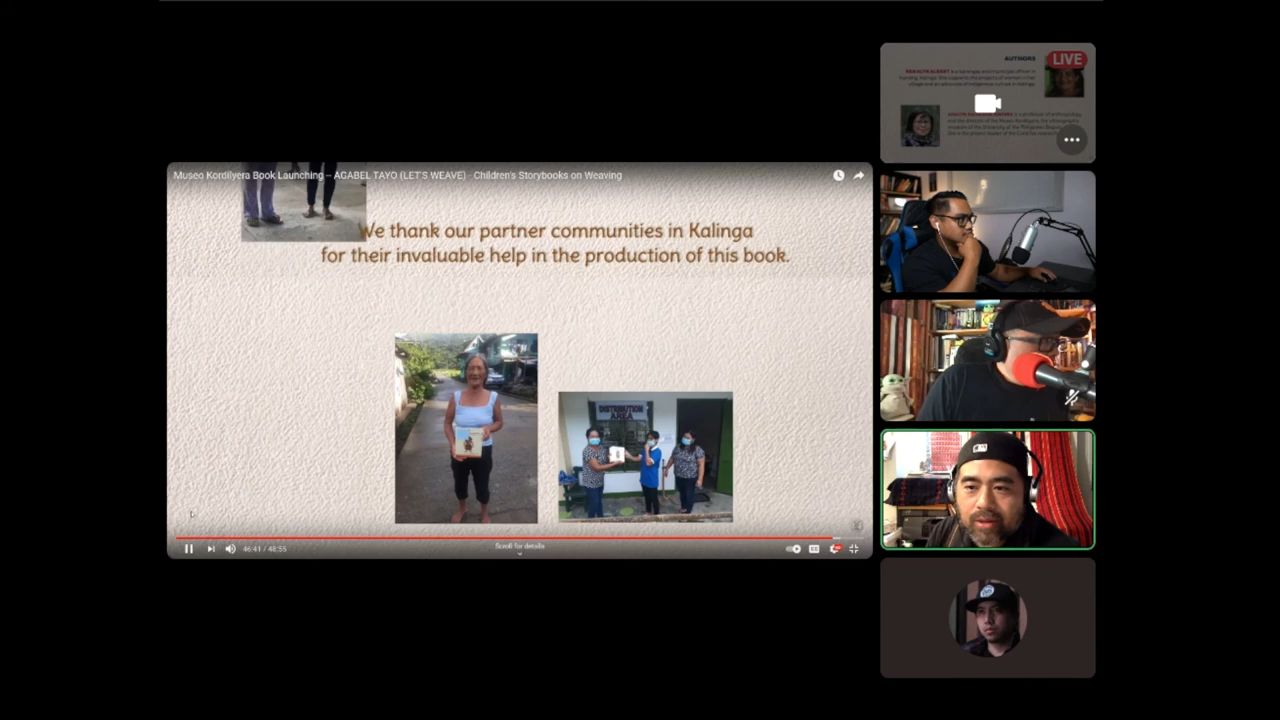 Museo Kordilyera Book Launching – AGABEL TAYO (LET'S WEAVE) - Children's Storybooks on Weaving
We thank our partner communities in Kalinga
for their invaluable help in the production of this book.
DISTRIBUTION
AREA
46:41 / 48:55
Scroll for details
AUTHORS
LIVE